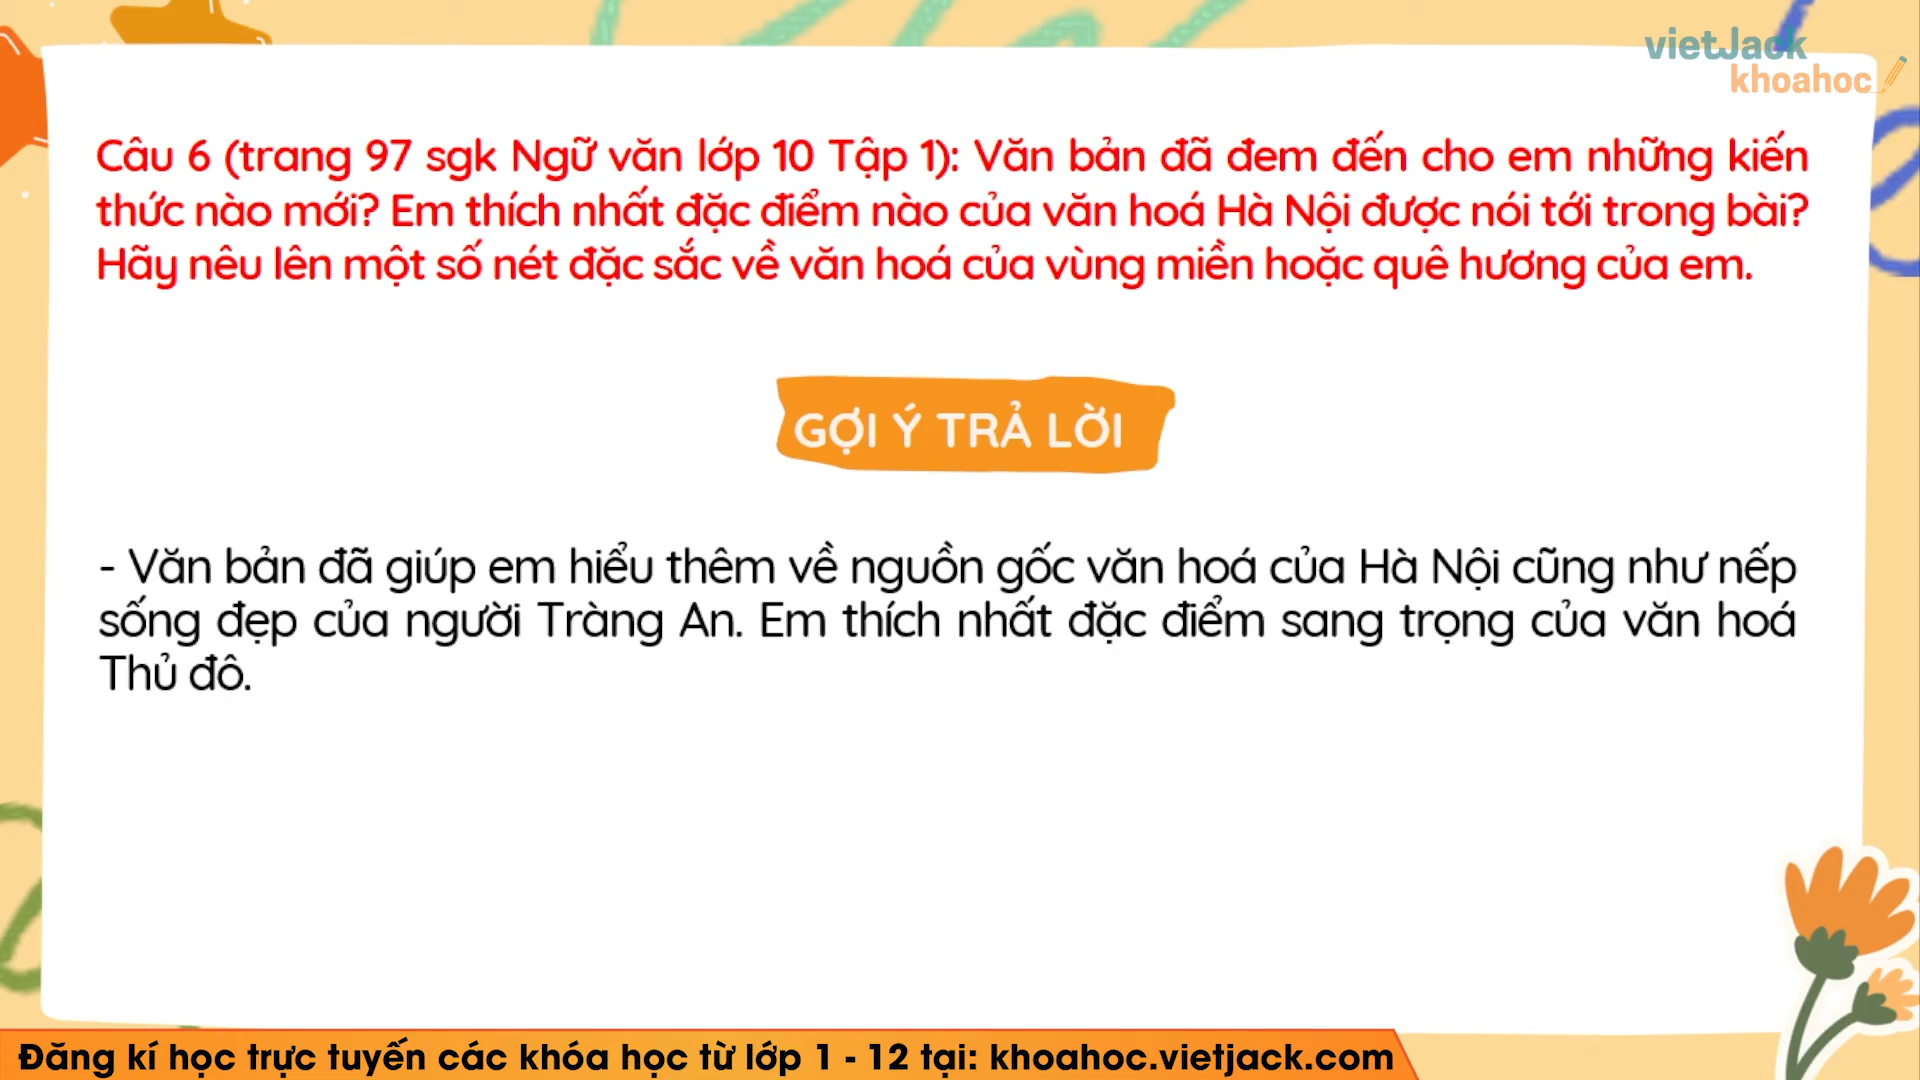 vietJack
khoahoc
Câu 6 (trang 97 sgk Ngữ văn lớp 10 Tập 1): Văn bản đã đem đến cho em những kiến
thức nào mới? Em thích nhất đặc điểm nào của văn hoá Hà Nội được nói tới trong bài?
Hãy nêu lên một số nét đặc sắc về văn hoá của vùng miền hoặc quê hương của em.
GỢI Ý TRẢ LỜI
- Văn bản đã giúp em hiểu thêm về nguồn gốc văn hoá của Hà Nội cũng như nếp
sống đẹp của người Tràng An. Em thích nhất đặc điểm sang trọng của văn hoá
Thủ đô.
Đăng kí học trực tuyến các khóa học từ lớp 1 - 12 tại: khoahoc.vietjack.com